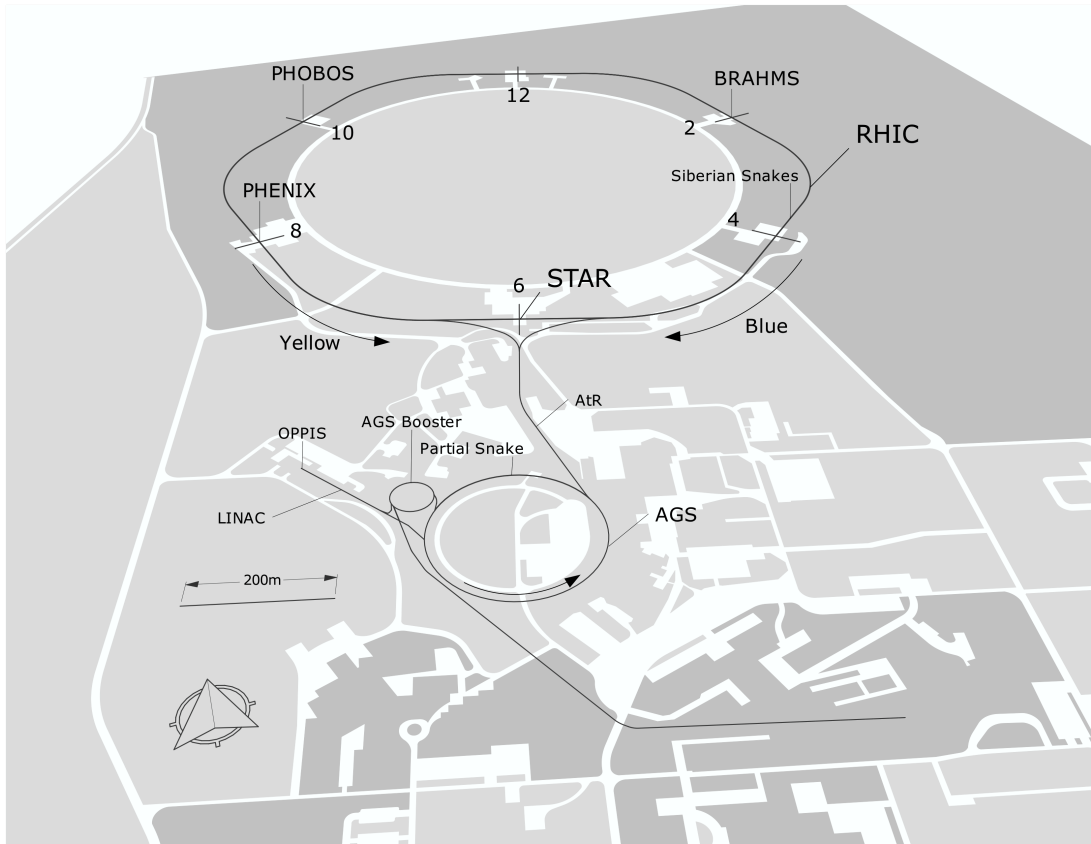 PHOBOS
BRAHMS
12
10
2
RHIC
Siberian Snakes
PHENIX
4
8
STAR
6
Yellow
Blue
AtR
AGS Booster
OPPIS
Partial Snake
LINAC
AGS
200m